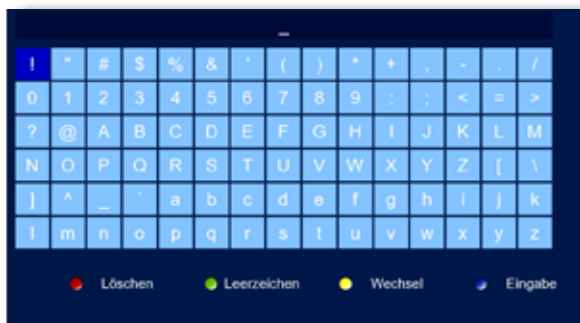 _
! " # $ % & ' ( ) * + , - . /
0 1 2 3 4 5 6 7 8 9 : ; < = >
? @ A B C D E F G H I J K L M
N O P Q R S T U V W X Y Z [ \
] ^ _ ` a b c d e f g h i j k
l m n o p q r s t u v w x y z
Löschen Leerzeichen Wechsel Eingabe